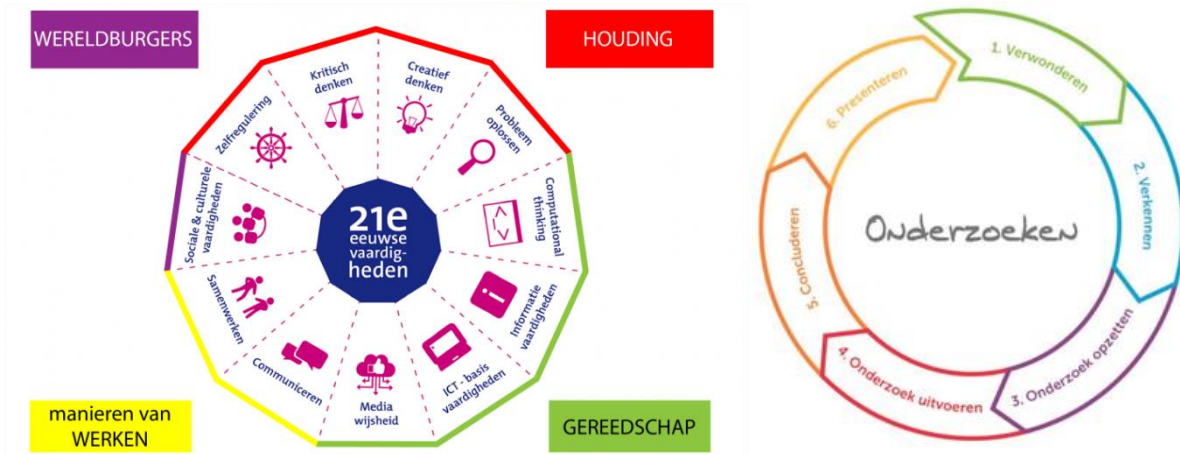 WERELDBURGERS
HOUDING
Kritisch
denken
Creatief
denken
Probleem
oplossen
Computational
thinking
Informatie
vaardigheden
ICT - basis
vaardigheden
Media
wijsheid
Communiceren
Samenwerken
Sociale & culturele
vaardigheden
Zelfregulering
21e
eeuwse
vaardig-
heden
manieren van
WERKEN
GEREEDSCHAP
1. Verwonderen
2. Verkennen
3. Onderzoek opzetten
4. Onderzoek uitvoeren
5. Concluderen
6. Presenteren
Onderzoeken